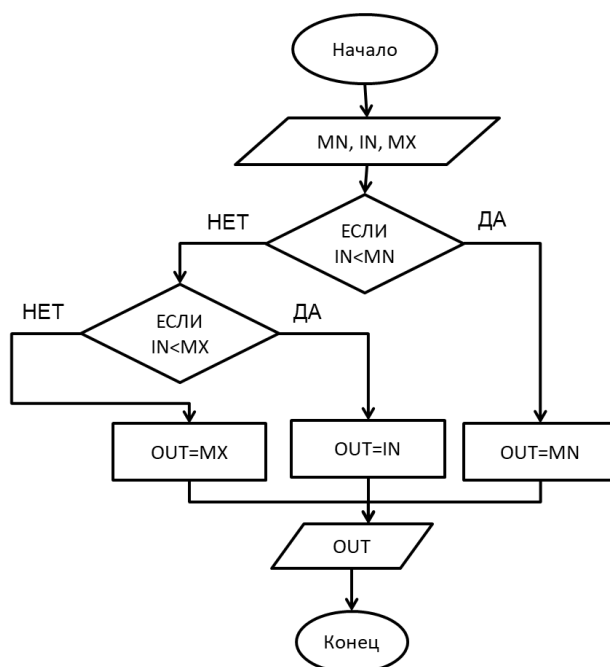 Начало
MN, IN, MX
НЕТ
ЕСЛИ
IN<MN
ДА
НЕТ
ЕСЛИ
IN<MX
ДА
OUT=MX
OUT=IN
OUT=MN
OUT
Конец